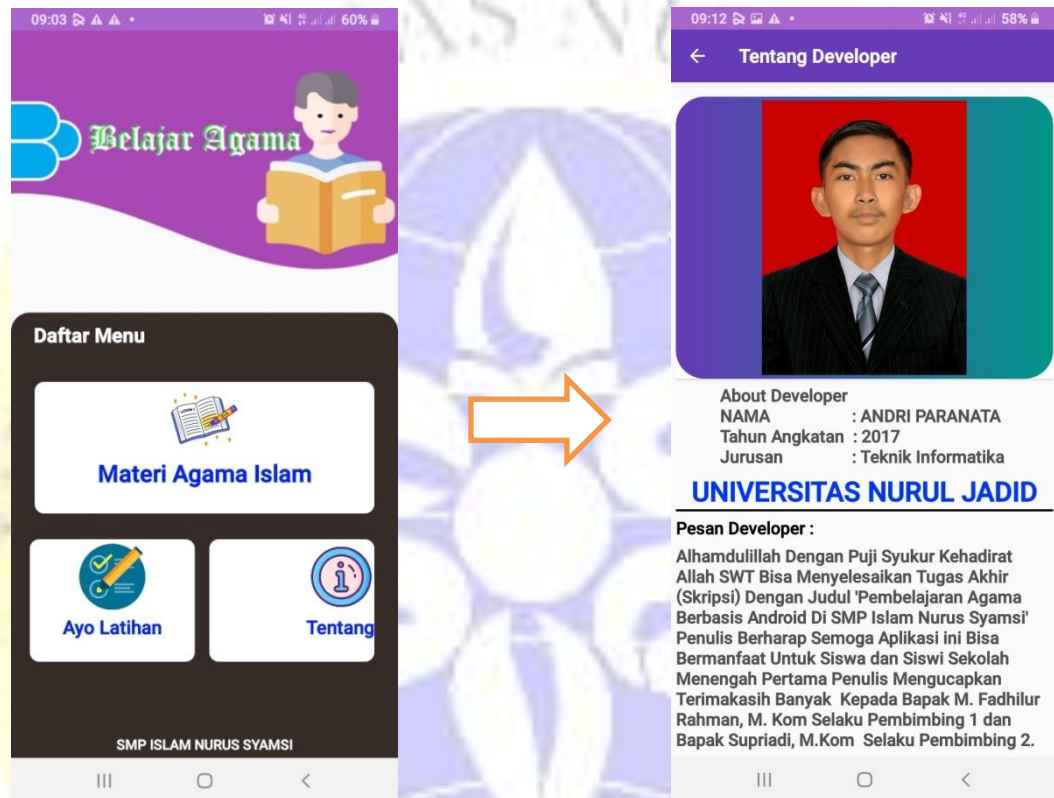 09:03
60%
Belajar Agama
Daftar Menu
Materi Agama Islam
Ayo Latihan
Tentang
SMP ISLAM NURUS SYAMSI
09:12
58%
Tentang Developer
About Developer
NAMA : ANDRI PARANATA
Tahun Angkatan : 2017
Jurusan : Teknik Informatika
UNIVERSITAS NURUL JADID
Pesan Developer :
Alhamdulillah Dengan Puji Syukur Kehadirat
Allah SWT Bisa Menyelesaikan Tugas Akhir
(Skripsi) Dengan Judul 'Pembelajaran Agama
Berbasis Android Di SMP Islam Nurus Syamsi'
Penulis Berharap Semoga Aplikasi ini Bisa
Bermanfaat Untuk Siswa dan Siswi Sekolah
Menengah Pertama Penulis Mengucapkan
Terimakasih Banyak Kepada Bapak M. Fadhilur
Rahman, M. Kom Selaku Pembimbing 1 dan
Bapak Supriadi, M.Kom Selaku Pembimbing 2.